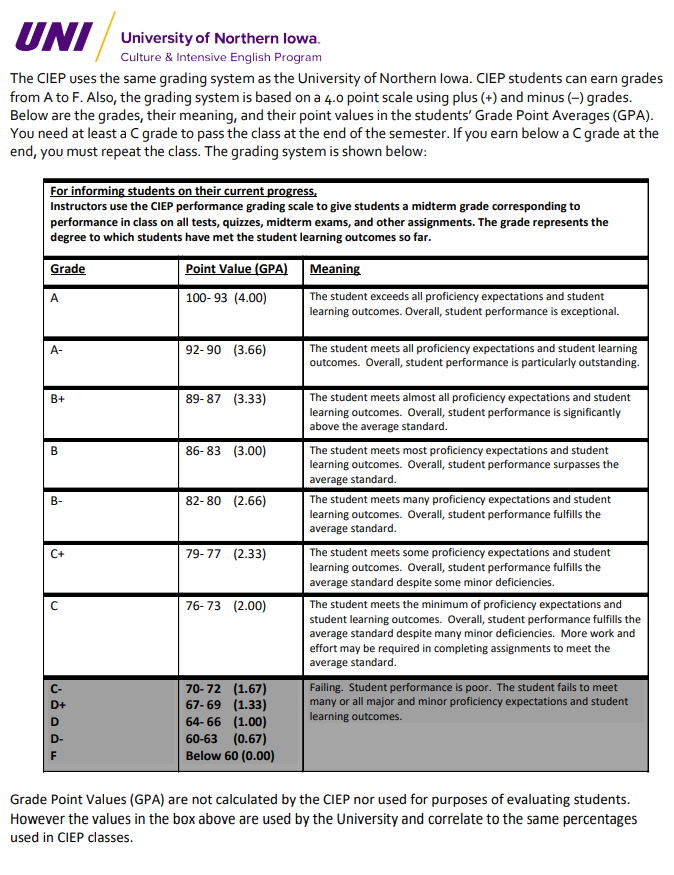 UNI
University of Northern Iowa.
Culture & Intensive English Program
The CIEP uses the same grading system as the University of Northern Iowa. CIEP students can earn grades
from A to F. Also, the grading system is based on a 4.0 point scale using plus (+) and minus (–) grades.
Below are the grades, their meaning, and their point values in the students’ Grade Point Averages (GPA).
You need at least a C grade to pass the class at the end of the semester. If you earn below a C grade at the
end, you must repeat the class. The grading system is shown below:
For informing students on their current progress,
Instructors use the CIEP performance grading scale to give students a midterm grade corresponding to
performance in class on all tests, quizzes, midterm exams, and other assignments. The grade represents the
degree to which students have met the student learning outcomes so far.
Grade Point Value (GPA) Meaning
A 100- 93 (4.00) The student exceeds all proficiency expectations and student
learning outcomes. Overall, student performance is exceptional.
A- 92- 90 (3.66) The student meets all proficiency expectations and student learning
outcomes. Overall, student performance is particularly outstanding.
B+ 89- 87 (3.33) The student meets almost all proficiency expectations and student
learning outcomes. Overall, student performance is significantly
above the average standard.
B 86- 83 (3.00) The student meets most proficiency expectations and student
learning outcomes. Overall, student performance surpasses the
average standard.
B- 82- 80 (2.66) The student meets many proficiency expectations and student
learning outcomes. Overall, student performance fulfills the
average standard.
C+ 79- 77 (2.33) The student meets some proficiency expectations and student
learning outcomes. Overall, student performance fulfills the
average standard despite some minor deficiencies.
C 76- 73 (2.00) The student meets the minimum of proficiency expectations and
student learning outcomes. Overall, student performance fulfills the
average standard despite many minor deficiencies. More work and
effort may be required in completing assignments to meet the
average standard.
C- 70- 72 (1.67) Failing. Student performance is poor. The student fails to meet
D+ 67- 69 (1.33) many or all major and minor proficiency expectations and student
D 64- 66 (1.00) learning outcomes.
D- 60-63 (0.67)
F Below 60 (0.00)
Grade Point Values (GPA) are not calculated by the CIEP nor used for purposes of evaluating students.
However the values in the box above are used by the University and correlate to the same percentages
used in CIEP classes.